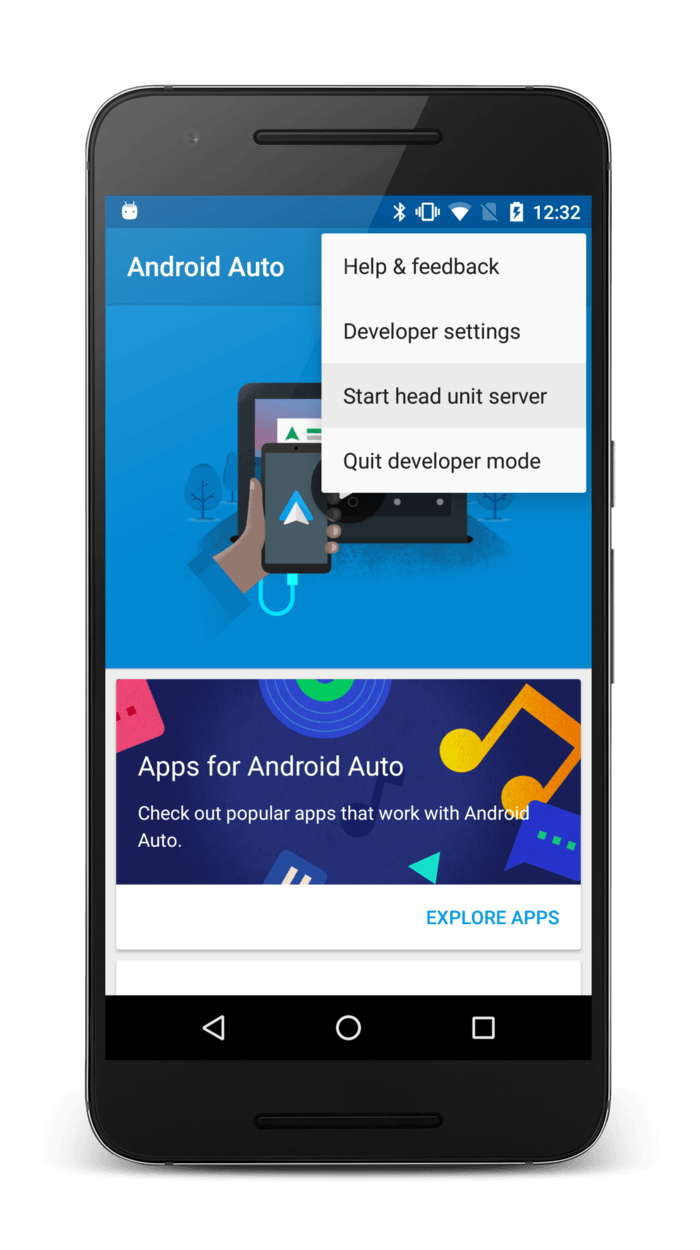 12:32
Android Auto
Help & feedback
Developer settings
Start head unit server
Quit developer mode
Apps for Android Auto
Check out popular apps that work with Android
Auto.
EXPLORE APPS